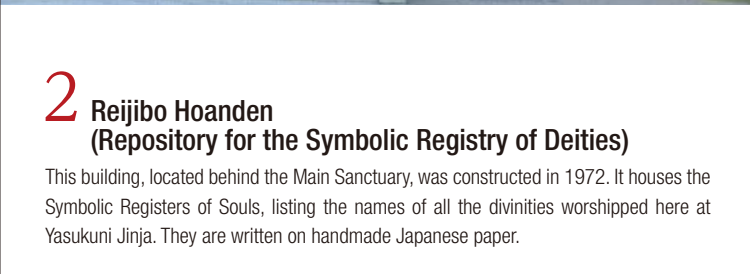 2 Reijibo Hoanden
(Repository for the Symbolic Registry of Deities)
This building, located behind the Main Sanctuary, was constructed in 1972. It houses the
Symbolic Registers of Souls, listing the names of all the divinities worshipped here at
Yasukuni Jinja. They are written on handmade Japanese paper.